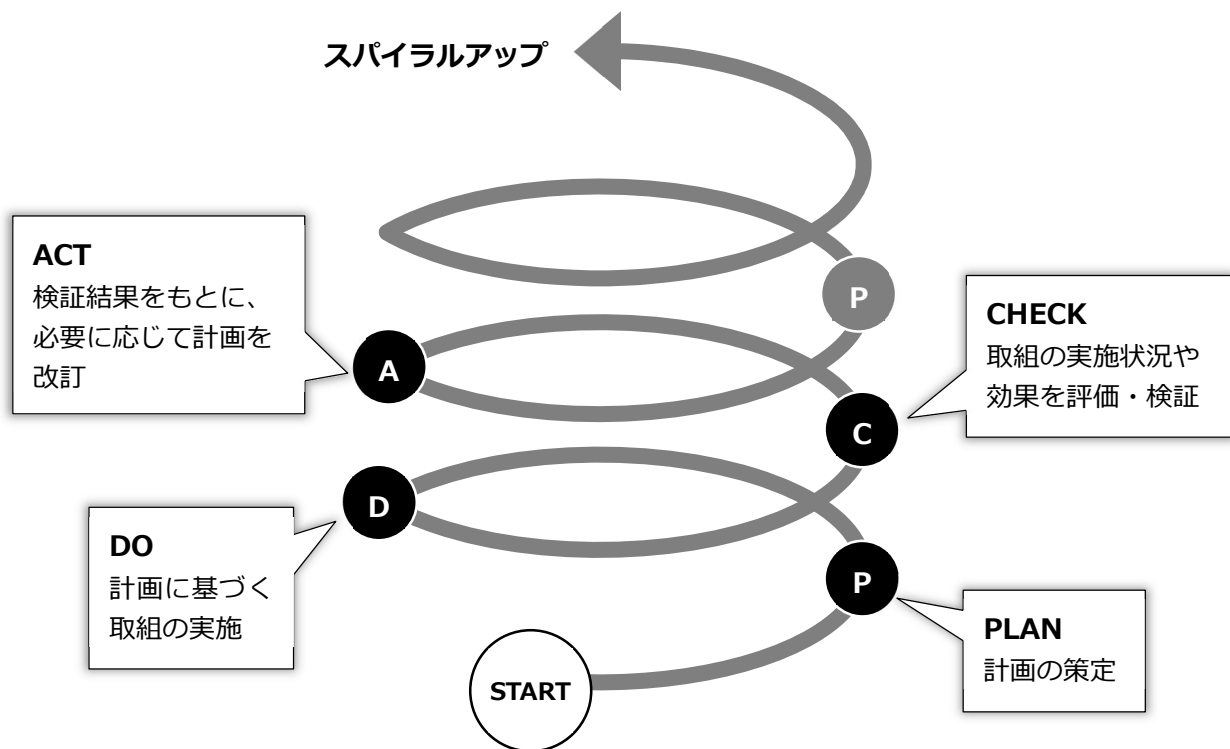 スパイラルアップ
ACT
検証結果をもとに、
必要に応じて計画を
改訂
P
CHECK
取組の実施状況や
効果を評価・検証
A
C
D
DO
計画に基づく
取組の実施
P
PLAN
計画の策定
START